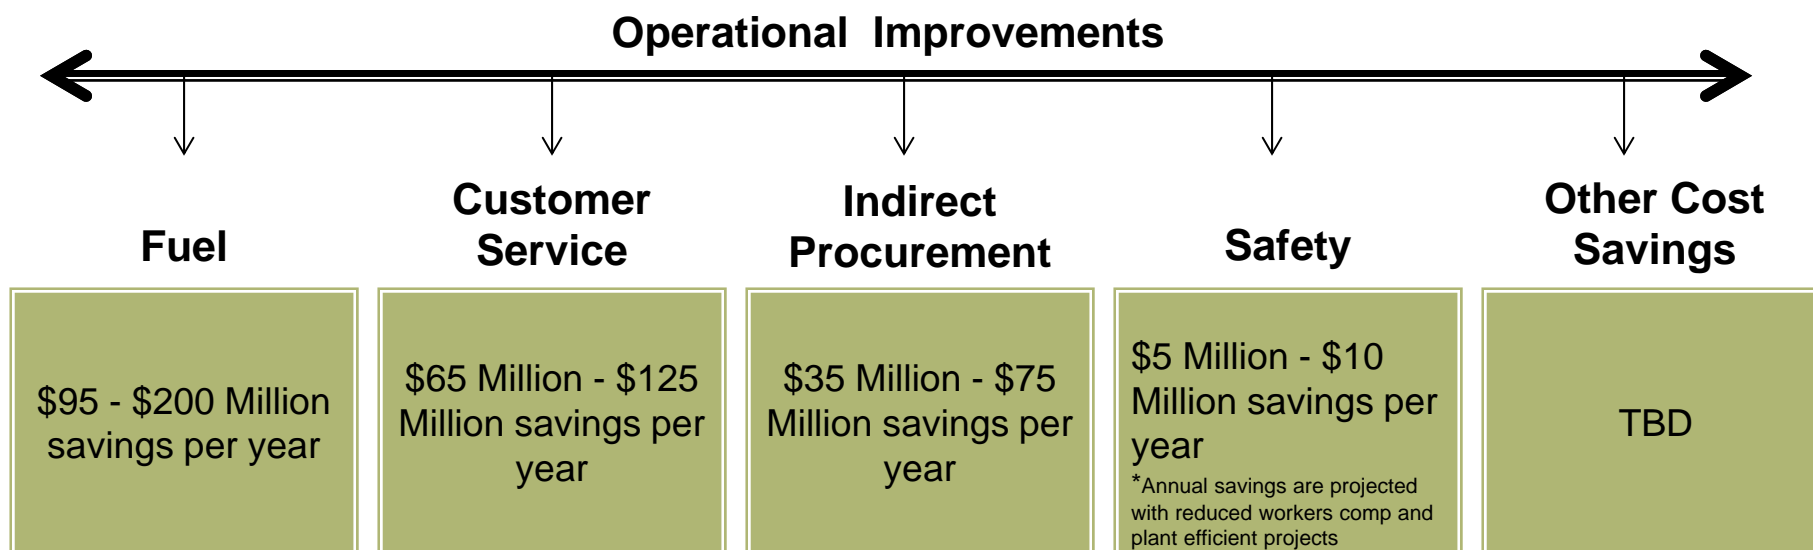 Operational Improvements
Fuel
Customer
Service
Indirect
Procurement
Safety
Other Cost
Savings
$95 - $200 Million
savings per year
$65 Million - $125
Million savings per
year
$35 Million - $75
Million savings per
year
$5 Million - $10
Million savings per
year
*Annual savings are projected
with reduced workers comp and
plant efficient projects
TBD